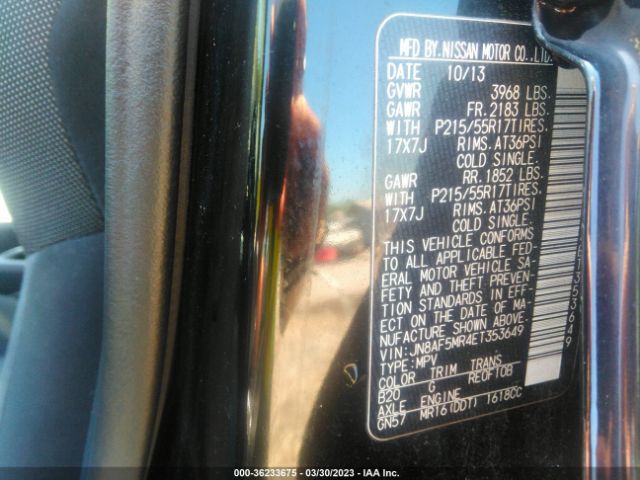 MFD BY.NISSAN MOTOR CO.,LTD.
DATE 10/13
GVWR 3968 LBS.
GAWR FR.2183 LBS.
WITH P215/55R17TIRES.
17X7J RIMS.AT36PSI
COLD SINGLE.
GAWR RR.1852 LBS.
WITH P215/55R17TIRES.
17X7J RIMS.AT36PSI
COLD SINGLE.
THIS VEHICLE CONFORMS
TO ALL APPLICABLE FED-
ERAL MOTOR VEHICLE SA-
FETY AND THEFT PREVEN-
TION STANDARDS IN EFF-
ECT ON THE DATE OF MA-
NUFACTURE SHOWN ABOVE.
VIN: JN8AF5MR4ET353649
TYPE:MPV
COLOR TRIM TRANS
B20 G RE0F10B
AXLE ENGINE
GN57 MR16(DDT) 1618CC
000-36233675 - 03/30/2023 - IAA Inc.